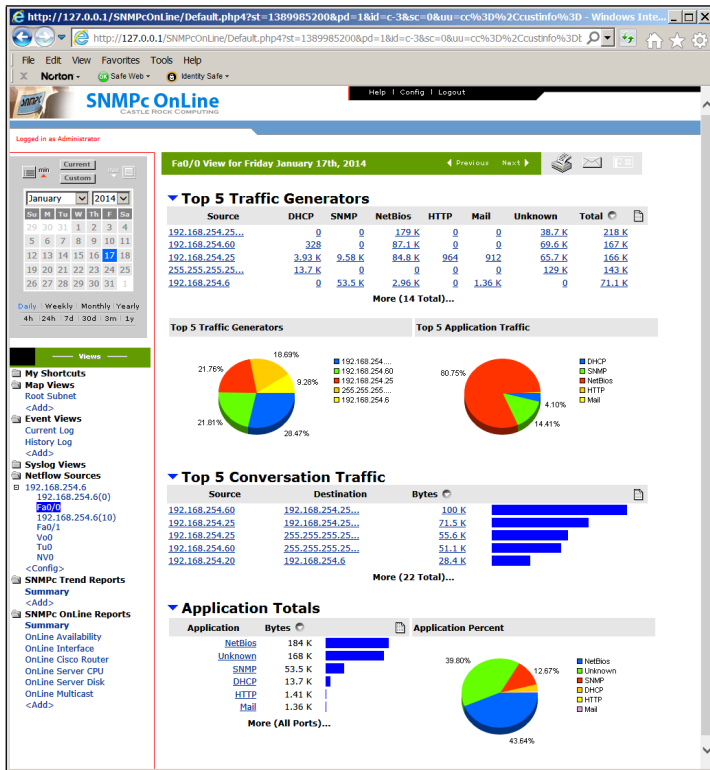 http://127.0.0.1/SNMPcOnLine/Default.php4?st=1389985200&pd=1&id=c-3&sc=0&uu=cc%3D%2Ccustinfo%3D - Windows Inte...
http://127.0.0.1/SNMPcOnLine/Default.php4?st=1389985200&pd=1&id=c-3&sc=0&uu=cc%3D%2Ccustinfo%3Dt
File Edit View Favorites Tools Help
X Norton - Safe Web - Identity Safe -
SNMPc OnLine
CASTLE ROCK COMPUTING
Help | Config | Logout
Logged in as Administrator
min
Current
Custom
January 2014
Su M Tu W Th F Sa
29 30 31 1 2 3 4
5 6 7 8 9 10 11
12 13 14 15 16 17 18
19 20 21 22 23 24 25
26 27 28 29 30 31 1
Daily | Weekly | Monthly | Yearly
4h | 24h | 7d | 30d | 3m | 1y
Views
My Shortcuts
Map Views
Root Subnet
<Add>
Event Views
Current Log
History Log
<Add>
Syslog Views
Netflow Sources
192.168.254.6
192.168.254.6(0)
Fa0/0
192.168.254.6(10)
Fa0/1
Vo0
Tu0
NV0
<Config>
SNMPc Trend Reports
Summary
<Add>
SNMPc OnLine Reports
Summary
OnLine Availability
OnLine Interface
OnLine Cisco Router
OnLine Server CPU
OnLine Server Disk
OnLine Multicast
<Add>
Fa0/0 View for Friday January 17th, 2014
Previous Next
Top 5 Traffic Generators
Source DHCP SNMP NetBios HTTP Mail Unknown Total
192.168.254.25... 0 0 179 K 0 0 38.7 K 218 K
192.168.254.60 328 0 87.1 K 0 0 69.6 K 167 K
192.168.254.25 3.93 K 9.58 K 84.8 K 964 912 65.7 K 166 K
255.255.255.25... 13.7 K 0 0 0 0 129 K 143 K
192.168.254.6 0 53.5 K 2.96 K 0 1.36 K 0 71.1 K
More (14 Total)...
Top 5 Traffic Generators
18.69%
21.76%
9.28%
21.81%
28.47%
192.168.254....
192.168.254.60
192.168.254.25
255.255.255....
192.168.254.6
Top 5 Application Traffic
80.75%
4.10%
14.41%
DHCP
SNMP
NetBios
HTTP
Mail
Top 5 Conversation Traffic
Source Destination Bytes
192.168.254.60 192.168.254.25... 100 K
192.168.254.25 192.168.254.25... 71.5 K
192.168.254.25 255.255.255.25... 55.6 K
192.168.254.60 255.255.255.25... 51.1 K
192.168.254.20 192.168.254.6 28.4 K
More (22 Total)...
Application Totals
Application Bytes
NetBios 184 K
Unknown 168 K
SNMP 53.5 K
DHCP 13.7 K
HTTP 1.41 K
Mail 1.36 K
More (All Ports)...
Application Percent
39.80%
12.67%
43.64%
NetBios
Unknown
SNMP
DHCP
HTTP
Mail